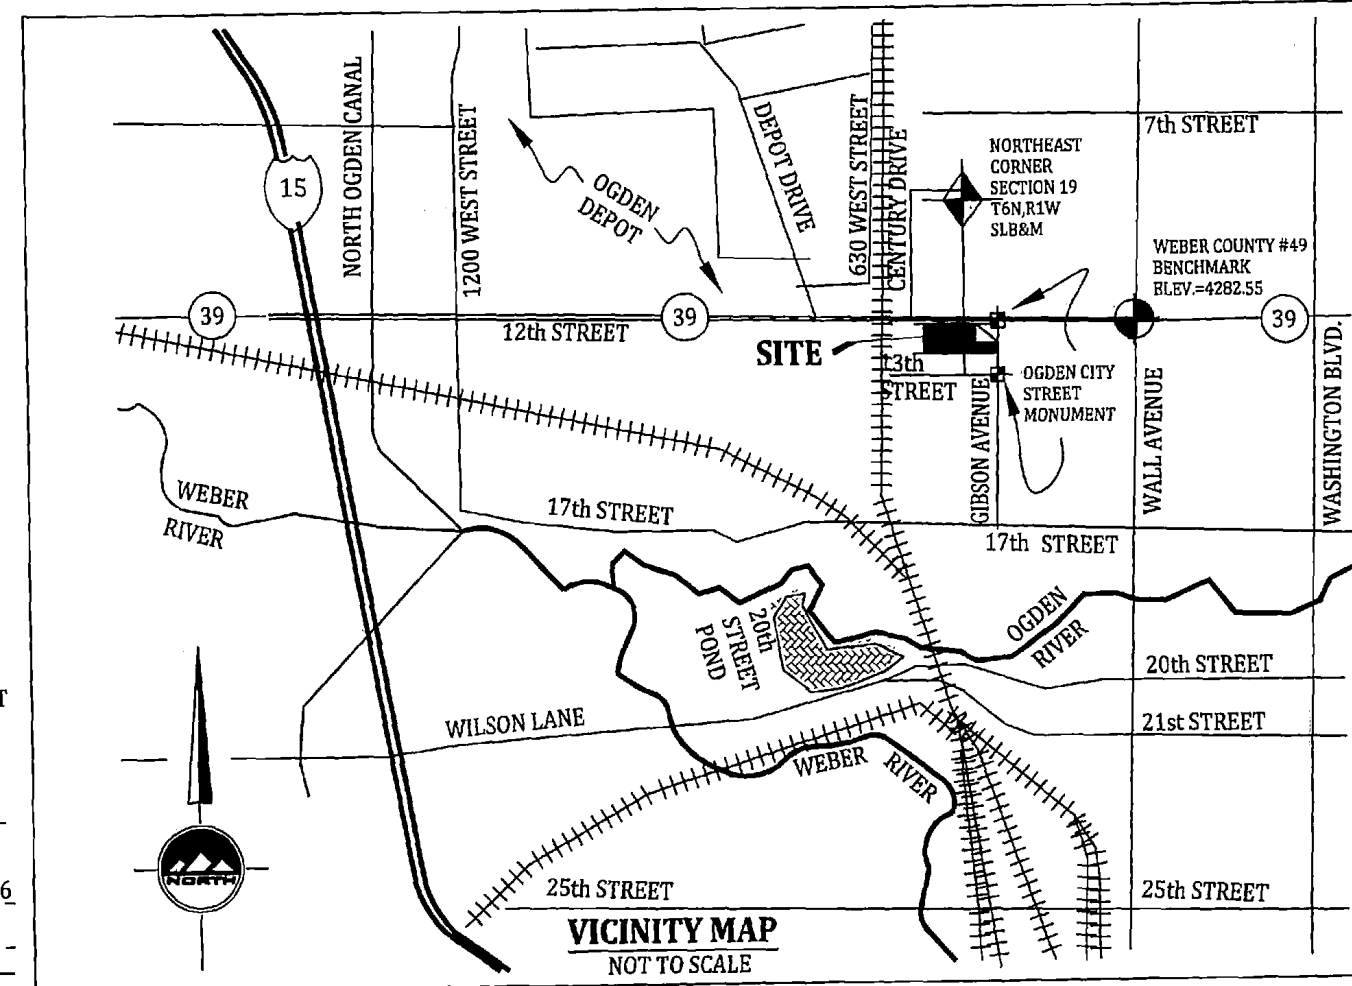 NORTH OGDEN CANAL
1200 WEST STREET
DEPOT DRIVE
630 WEST STREET
CENTURY DRIVE
7th STREET
NORTHEAST
CORNER
SECTION 19
T6N,R1W
SLB&M
15
OGDEN
DEPOT
WEBER COUNTY #49
BENCHMARK
ELEV.=4282.55
39
39
39
12th STREET
SITE
13th
STREET
OGDEN CITY
STREET
MONUMENT
GIBSON AVENUE
WALL AVENUE
WASHINGTON BLVD.
WEBER
RIVER
17th STREET
17th STREET
20th
STREET
POND
OGDEN
RIVER
20th STREET
T
WILSON LANE
21st STREET
WEBER
RIVER
NORTH
6
25th STREET
25th STREET
VICINITY MAP
NOT TO SCALE